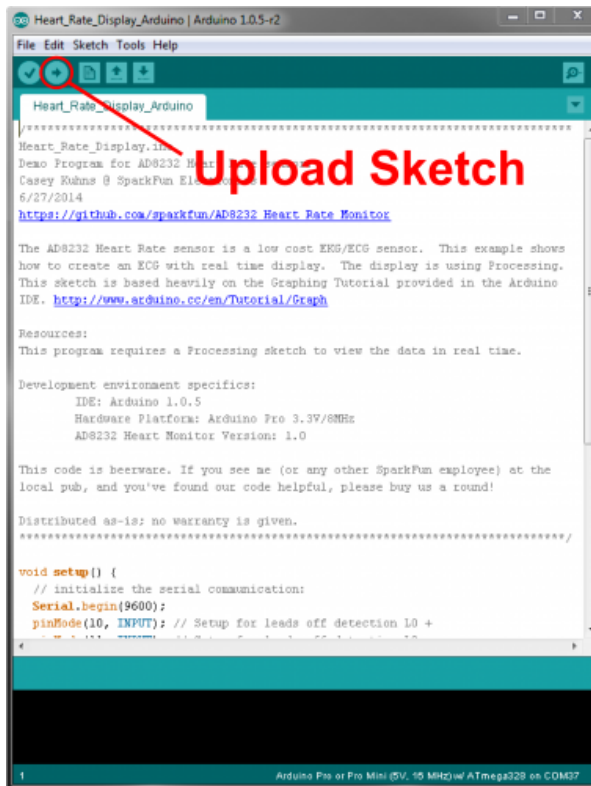 Heart_Rate_Display_Arduino | Arduino 1.0.5-r2
File Edit Sketch Tools Help
Heart_Rate_Display_Arduino
Upload Sketch
/******************************************************************************
Heart_Rate_Display.in
Demo Program for AD8232 Heart
Casey Kuhns @ SparkFun
6/27/2014
https://github.com/sparkfun/AD8232_Heart_Rate_Monitor
The AD8232 Heart Rate sensor is a low cost EKG/ECG sensor.  This example shows
how to create an ECG with real time display.  The display is using Processing.
This sketch is based heavily on the Graphing Tutorial provided in the Arduino
IDE. http://www.arduino.cc/en/Tutorial/Graph
Resources:
This program requires a Processing sketch to view the data in real time.
Development environment specifics:
IDE: Arduino 1.0.5
Hardware Platform: Arduino Pro 3.3V/8MHz
AD8232 Heart Monitor Version: 1.0
This code is beerware. If you see me (or any other SparkFun employee) at the
local pub, and you've found our code helpful, please buy us a round!
Distributed as-is; no warranty is given.
******************************************************************************/
void setup() {
// initialize the serial communication:
Serial.begin(9600);
pinMode(10, INPUT); // Setup for leads off detection LO +
1
Arduino Pro or Pro Mini (5V, 16 MHz) w/ ATmega328 on COM37